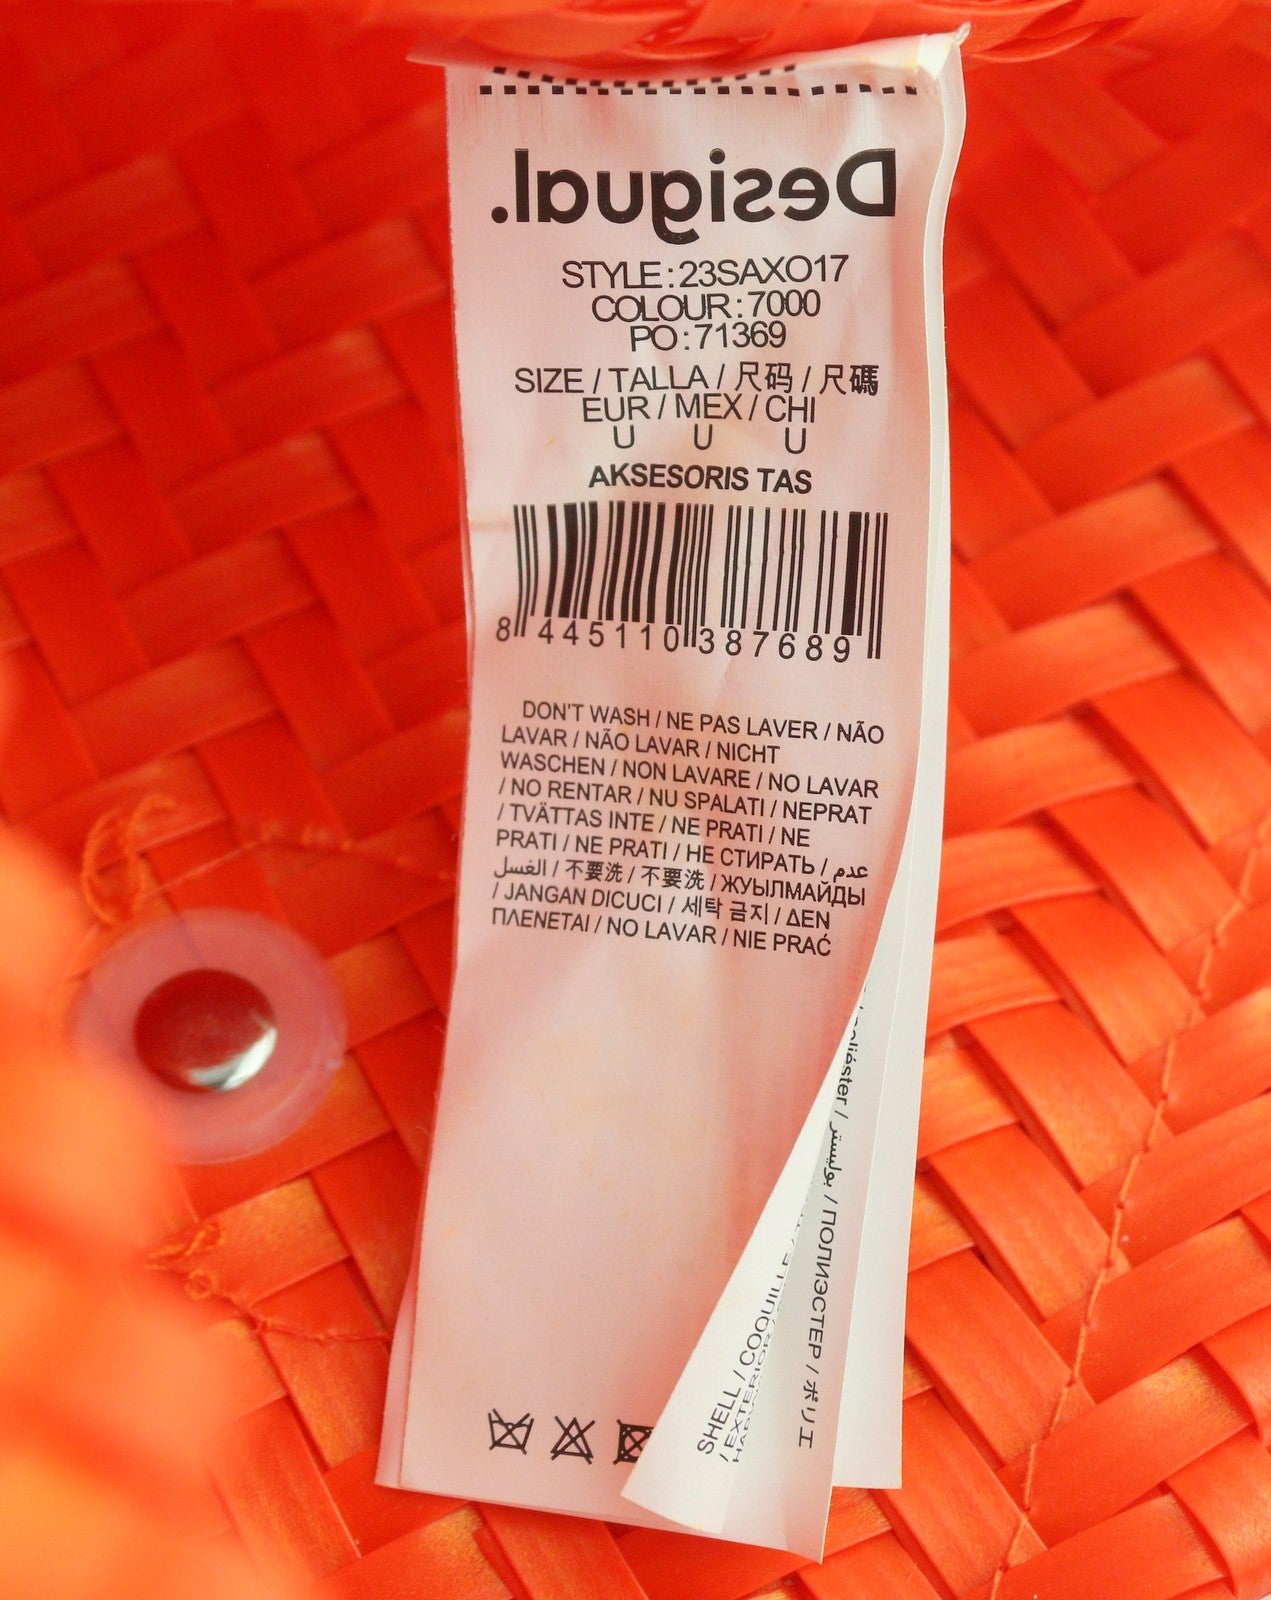 Desigual.
STYLE : 23SAXO17
COLOUR : 7000
PO : 71369
SIZE / TALLA / 尺码 / 尺碼
EUR / MEX / CHI
U U U
AKSESORIS TAS
8 445110 387689
DON'T WASH / NE PAS LAVER / NÃO
LAVAR / NÃO LAVAR / NICHT
WASCHEN / NON LAVARE / NO LAVAR
/ NO RENTAR / NU SPALATI / NEPRAT
/ TVÄTTAS INTE / NE PRATI / NE
PRATI / NE PRATI / НЕ СТИРАТЬ / عدم
الغسل / 不要洗 / 不要洗 / ЖУЫЛМАЙДЫ
/ JANGAN DICUCI / 세탁 금지 / ΔEN
ΠΛENETAI / NO LAVAR / NIE PRAĆ
SHELL / COQUILLE /
/ EXTERIOR
/ poliéster / بوليستر / ПОЛИЭСТЕР / ポリエ